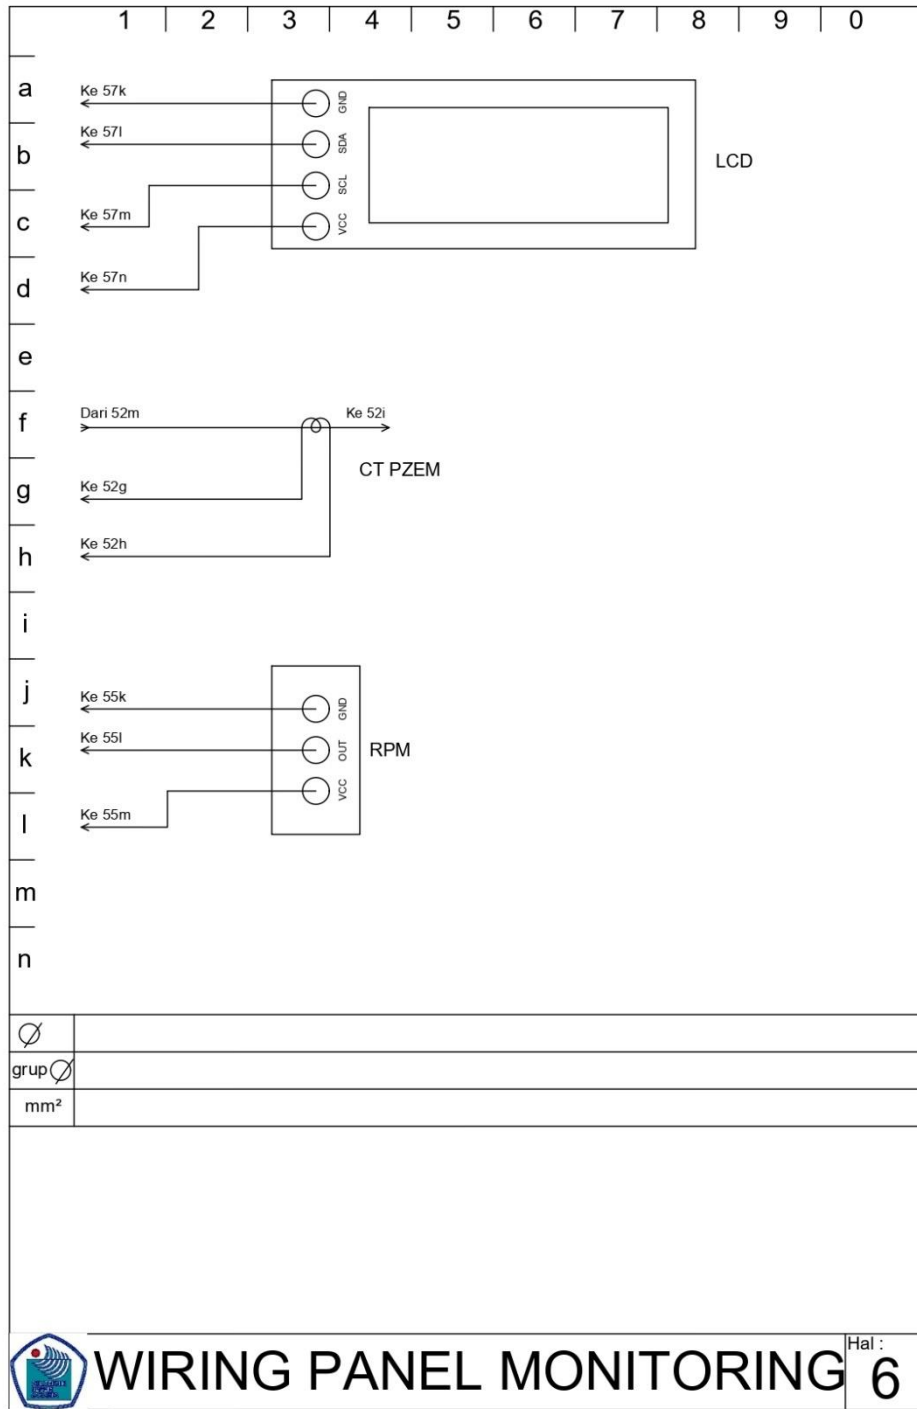 1 2 3 4 5 6 7 8 9 0
a
Ke 57k
GND
Ke 57l
SDA
b
LCD
SCL
c
Ke 57m
VCC
d
Ke 57n
e
f
Dari 52m
Ke 52i
CT PZEM
g
Ke 52g
h
Ke 52h
i
j
Ke 55k
GND
Ke 55l
OUT
RPM
k
VCC
l
Ke 55m
m
n
Ø
grup Ø
mm²
WIRING PANEL MONITORING
Hal :
6